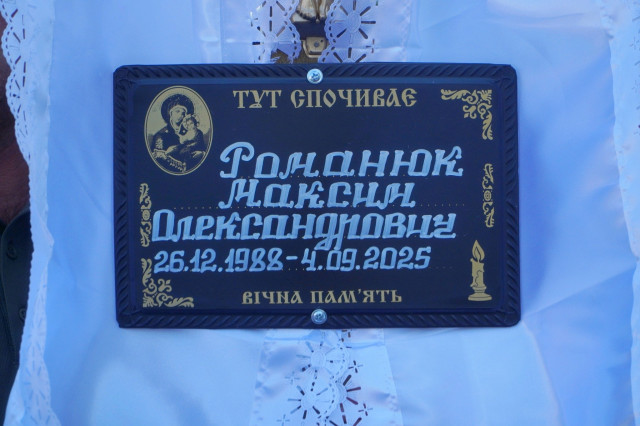 ТУТ СПОЧИВАЄ
Романюк
Максим
Олександрович
26.12.1988-4.09.2025
ВІЧНА ПАМ'ЯТЬ